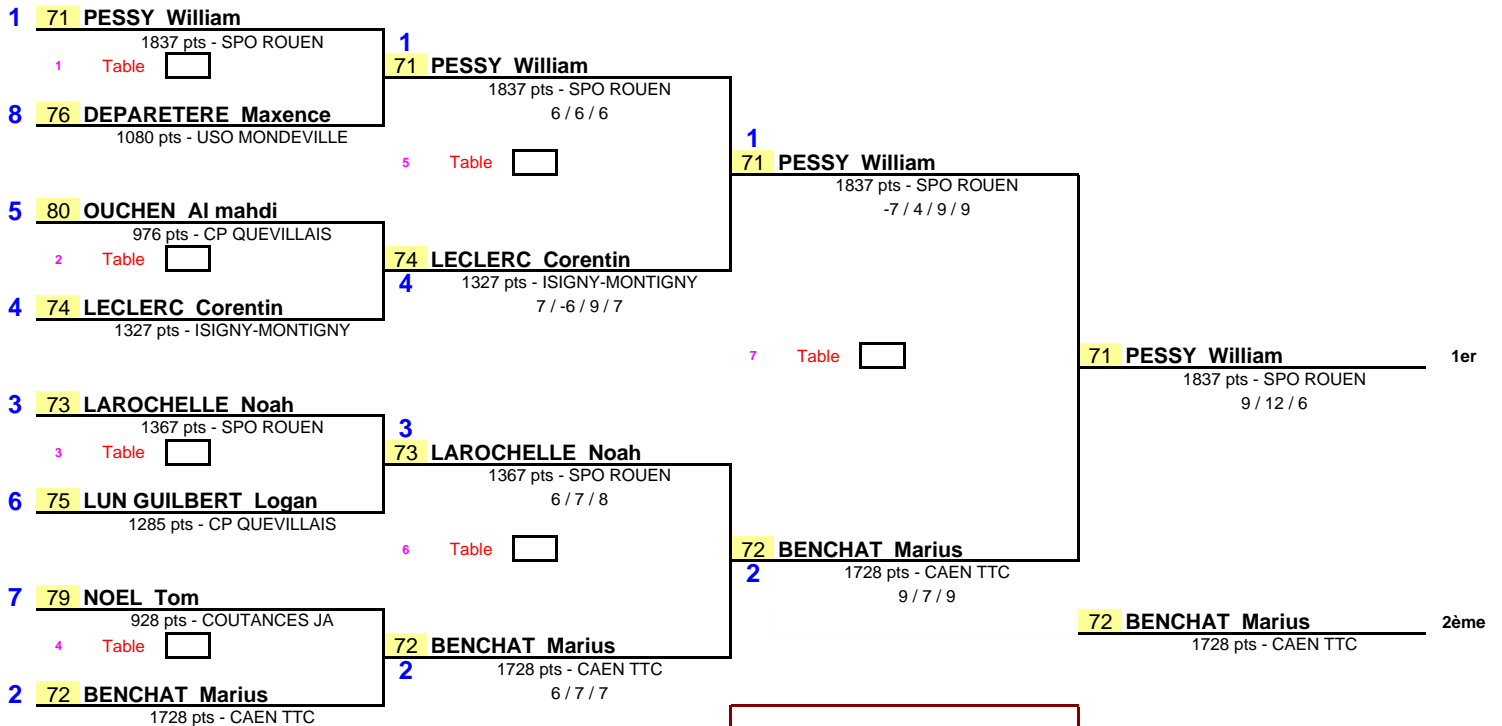 1 71 PESSY William
1837 pts - SPO ROUEN
1 Table
8 76 DEPARETERE Maxence
1080 pts - USO MONDEVILLE
5 80 OUCHEN Al mahdi
976 pts - CP QUEVILLAIS
2 Table
4 74 LECLERC Corentin
1327 pts - ISIGNY-MONTIGNY
3 73 LAROCHELLE Noah
1367 pts - SPO ROUEN
3 Table
6 75 LUN GUILBERT Logan
1285 pts - CP QUEVILLAIS
7 79 NOEL Tom
928 pts - COUTANCES JA
4 Table
2 72 BENCHAT Marius
1728 pts - CAEN TTC
1
71 PESSY William
1837 pts - SPO ROUEN
6 / 6 / 6
5 Table
74 LECLERC Corentin
4 1327 pts - ISIGNY-MONTIGNY
7 / -6 / 9 / 7
3
73 LAROCHELLE Noah
1367 pts - SPO ROUEN
6 / 7 / 8
6 Table
72 BENCHAT Marius
2 1728 pts - CAEN TTC
6 / 7 / 7
1
71 PESSY William
1837 pts - SPO ROUEN
-7 / 4 / 9 / 9
7 Table
72 BENCHAT Marius
2 1728 pts - CAEN TTC
9 / 7 / 9
71 PESSY William 1er
1837 pts - SPO ROUEN
9 / 12 / 6
72 BENCHAT Marius 2ème
1728 pts - CAEN TTC